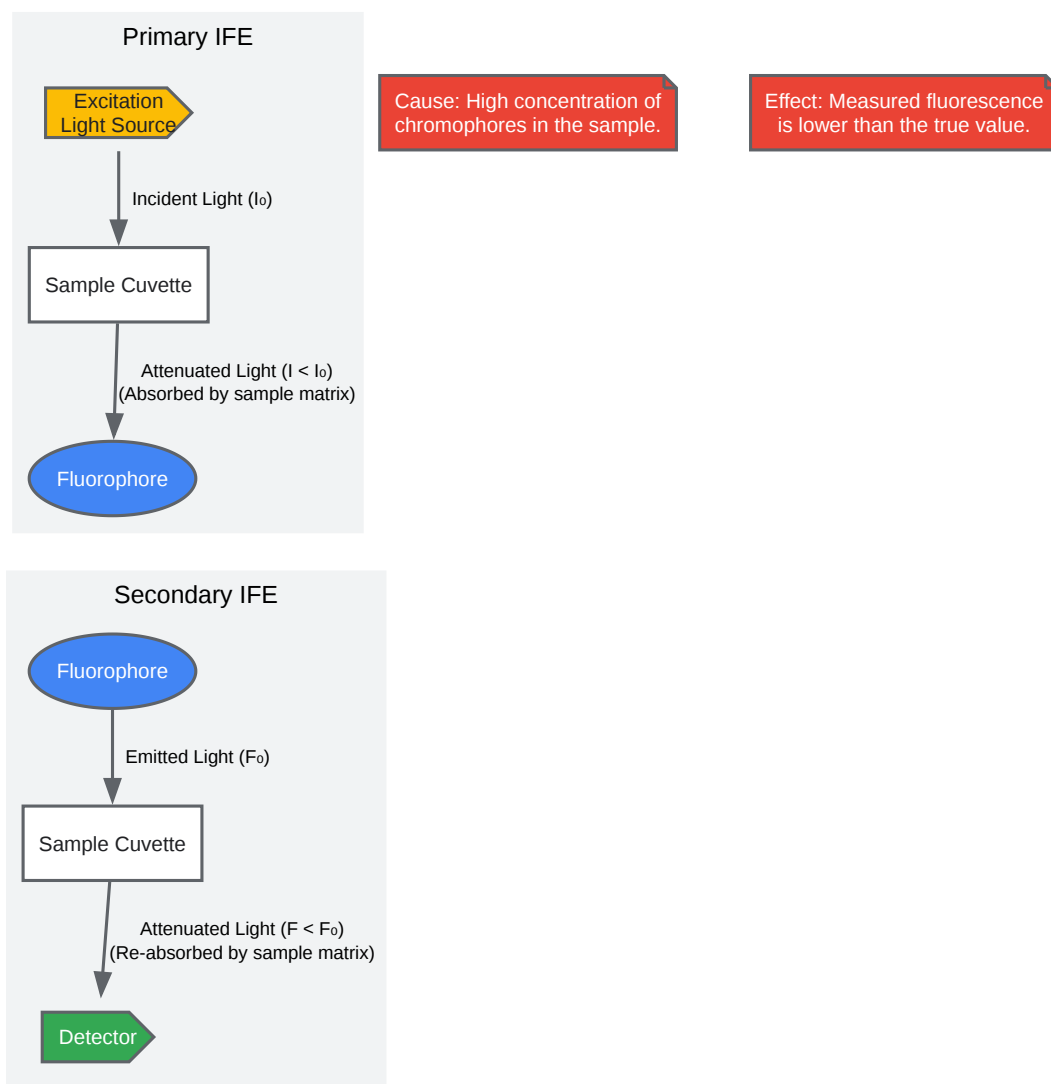 Primary IFE
Excitation
Light Source
Cause: High concentration of
chromophores in the sample.
Effect: Measured fluorescence
is lower than the true value.
Incident Light (I₀)
Sample Cuvette
Attenuated Light (I < I₀)
(Absorbed by sample matrix)
Fluorophore
Secondary IFE
Fluorophore
Emitted Light (F₀)
Sample Cuvette
Attenuated Light (F < F₀)
(Re-absorbed by sample matrix)
Detector